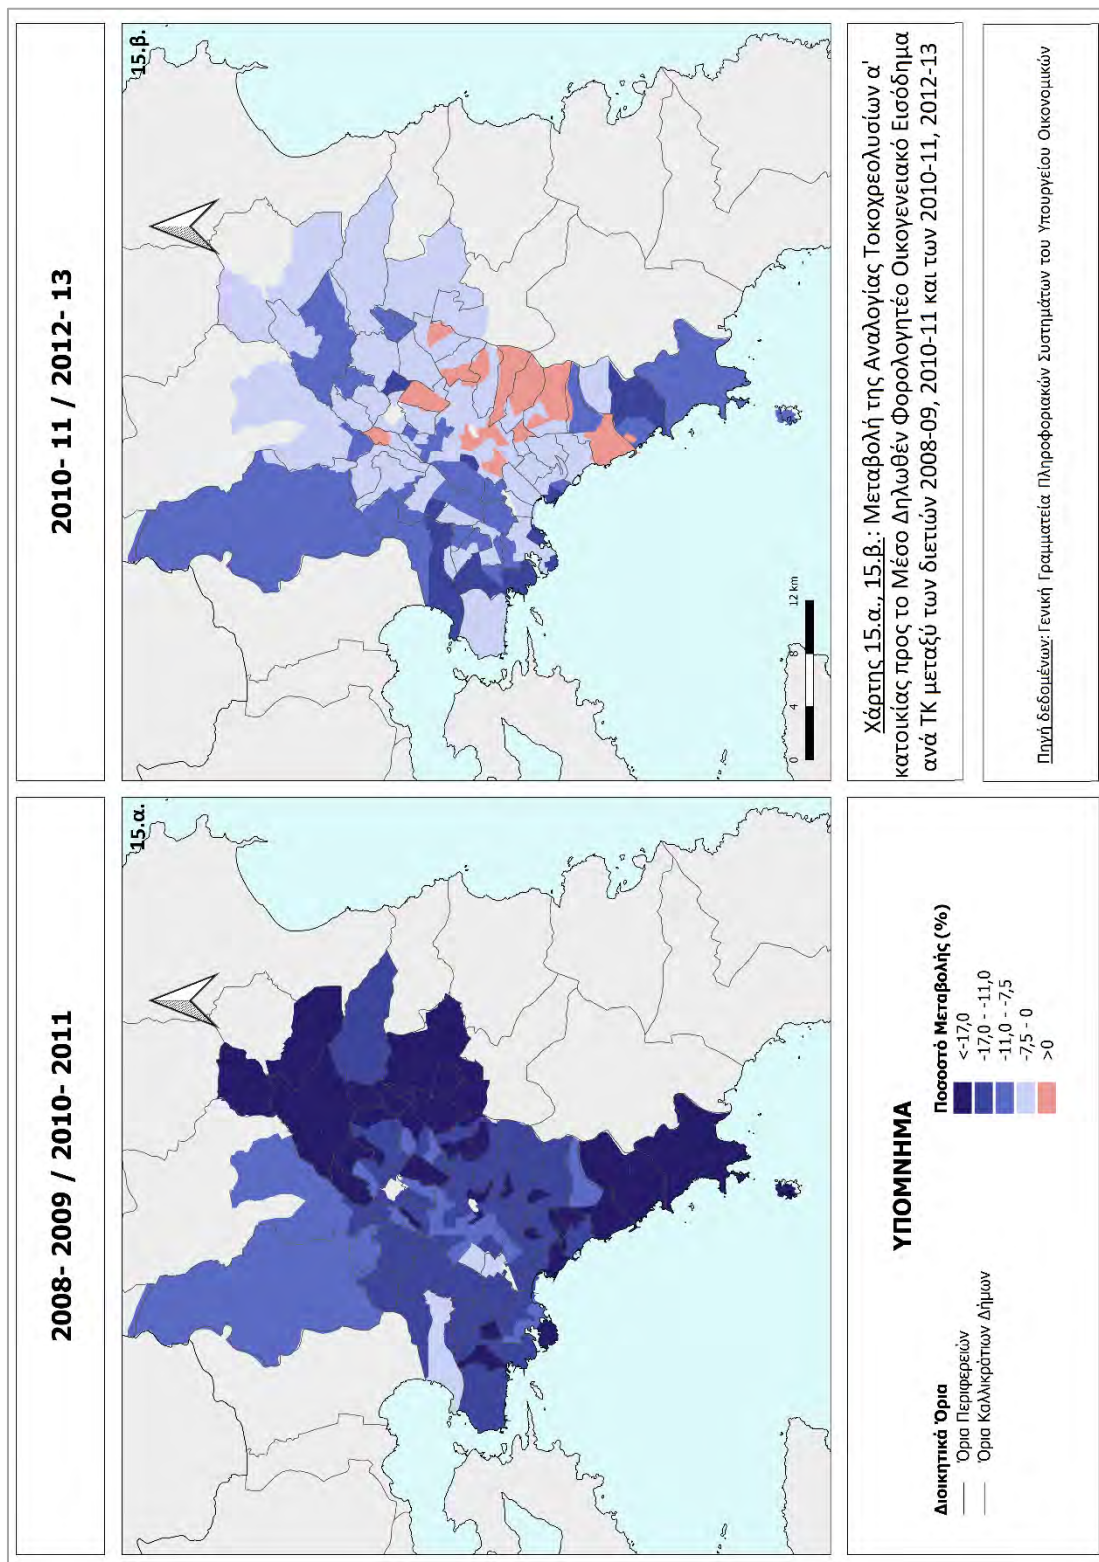 2008- 2009 / 2010- 2011
15.α.
2010- 11 / 2012- 13
15.β.
0 4 8 12 km
ΥΠΟΜΝΗΜΑ
Διοικητικά Όρια
Όρια Περιφερειών
Όρια Καλλικράτιων Δήμων
Ποσοστό Μεταβολής (%)
<-17,0
-17,0 - -11,0
-11,0 - -7,5
-7,5 - 0
>0
Χάρτης 15.α., 15.β.: Μεταβολή της Αναλογίας Τοκοχρεολυσίων α'
κατοικίας προς το Μέσο Δηλωθέν Φορολογητέο Οικογενειακό Εισόδημα
ανά ΤΚ μεταξύ των διετιών 2008-09, 2010-11 και των 2010-11, 2012-13
Πηγή δεδομένων: Γενική Γραμματεία Πληροφοριακών Συστημάτων του Υπουργείου Οικονομικών